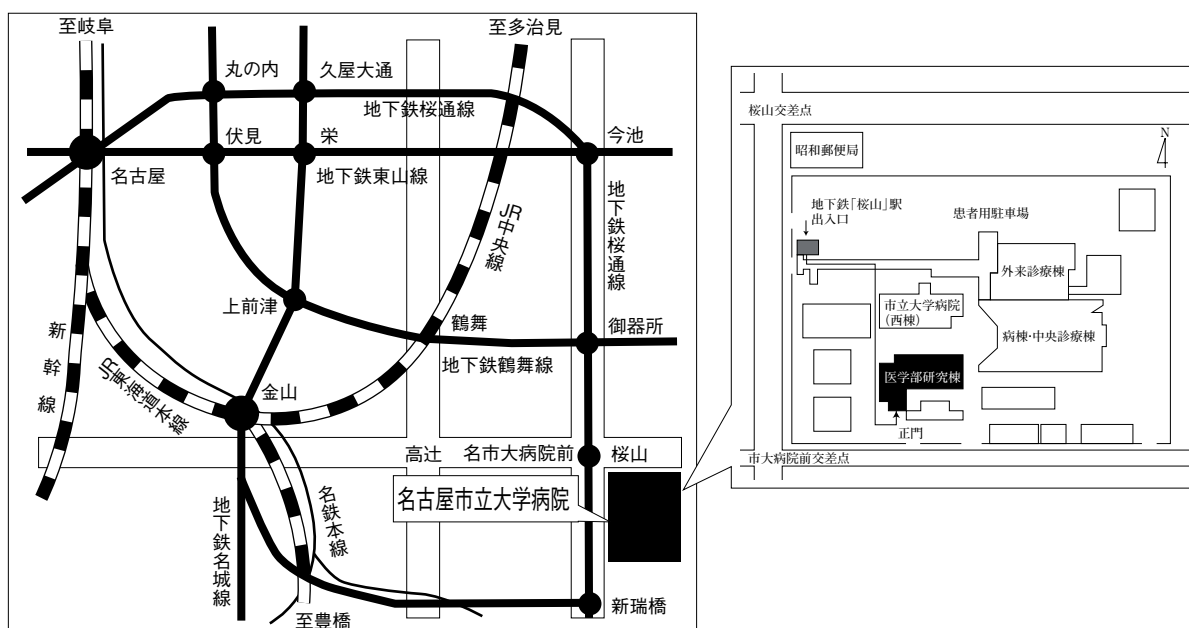 至岐阜
至多治見
丸の内
久屋大通
地下鉄桜通線
伏見
栄
今池
名古屋
地下鉄東山線
地下鉄桜通線
JR中央線
上前津
鶴舞
御器所
地下鉄鶴舞線
新幹線
JR東海道本線
金山
高辻
名市大病院前
桜山
名古屋市立大学病院
地下鉄名城線
名鉄本線
新瑞橋
至豊橋
桜山交差点
昭和郵便局
N
地下鉄「桜山」駅
出入口
患者用駐車場
外来診療棟
市立大学病院
(西棟)
病棟・中央診療棟
医学部研究棟
正門
市大病院前交差点